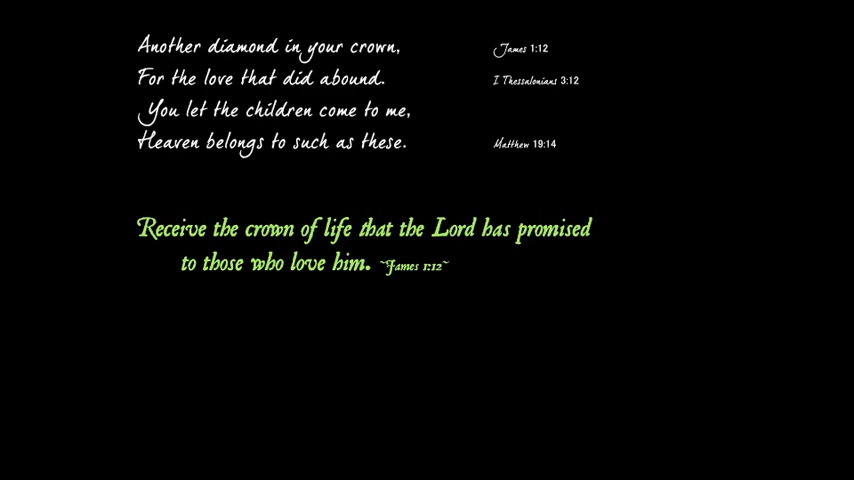 Another diamond in your crown, James 1:12
For the love that did abound. I Thessalonians 3:12
You let the children come to me,
Heaven belongs to such as these. Matthew 19:14
Receive the crown of life that the Lord has promised
to those who love him. ~James 1:12~